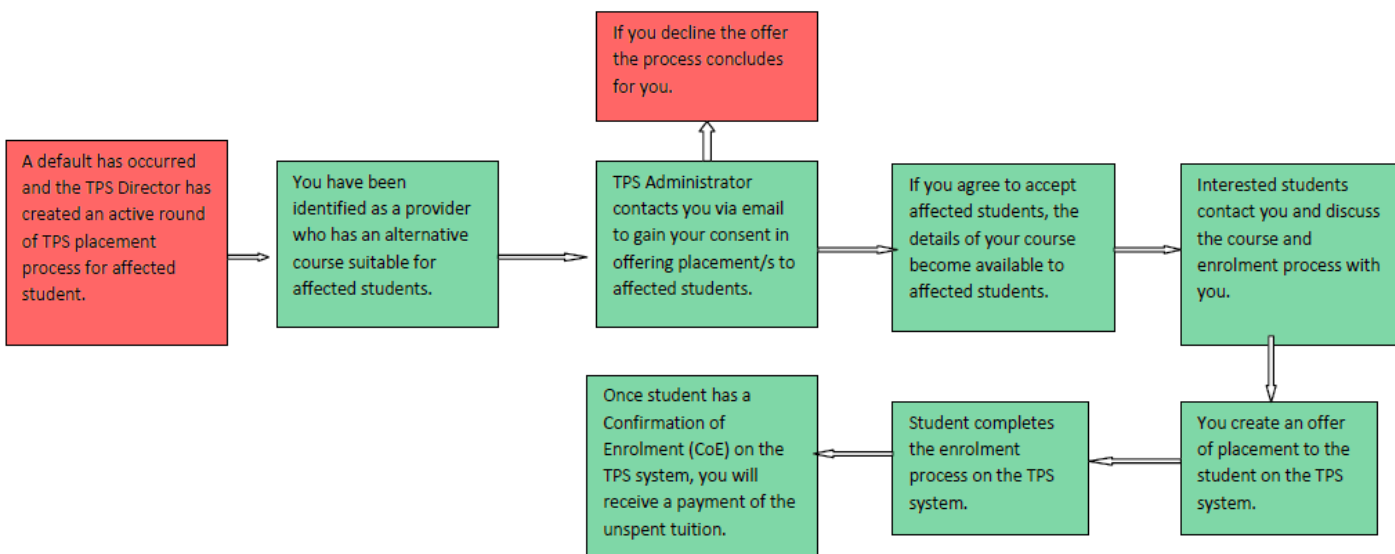 If you decline the offer
the process concludes
for you.
A default has occurred
and the TPS Director has
created an active round
of TPS placement
process for affected
student.
You have been
identified as a provider
who has an alternative
course suitable for
affected students.
TPS Administrator
contacts you via email
to gain your consent in
offering placement/s to
affected students.
If you agree to accept
affected students, the
details of your course
become available to
affected students.
Interested students
contact you and discuss
the course and
enrolment process with
you.
You create an offer
of placement to the
student on the TPS
system.
Student completes
the enrolment
process on the TPS
system.
Once student has a
Confirmation of
Enrolment (CoE) on the
TPS system, you will
receive a payment of the
unspent tuition.